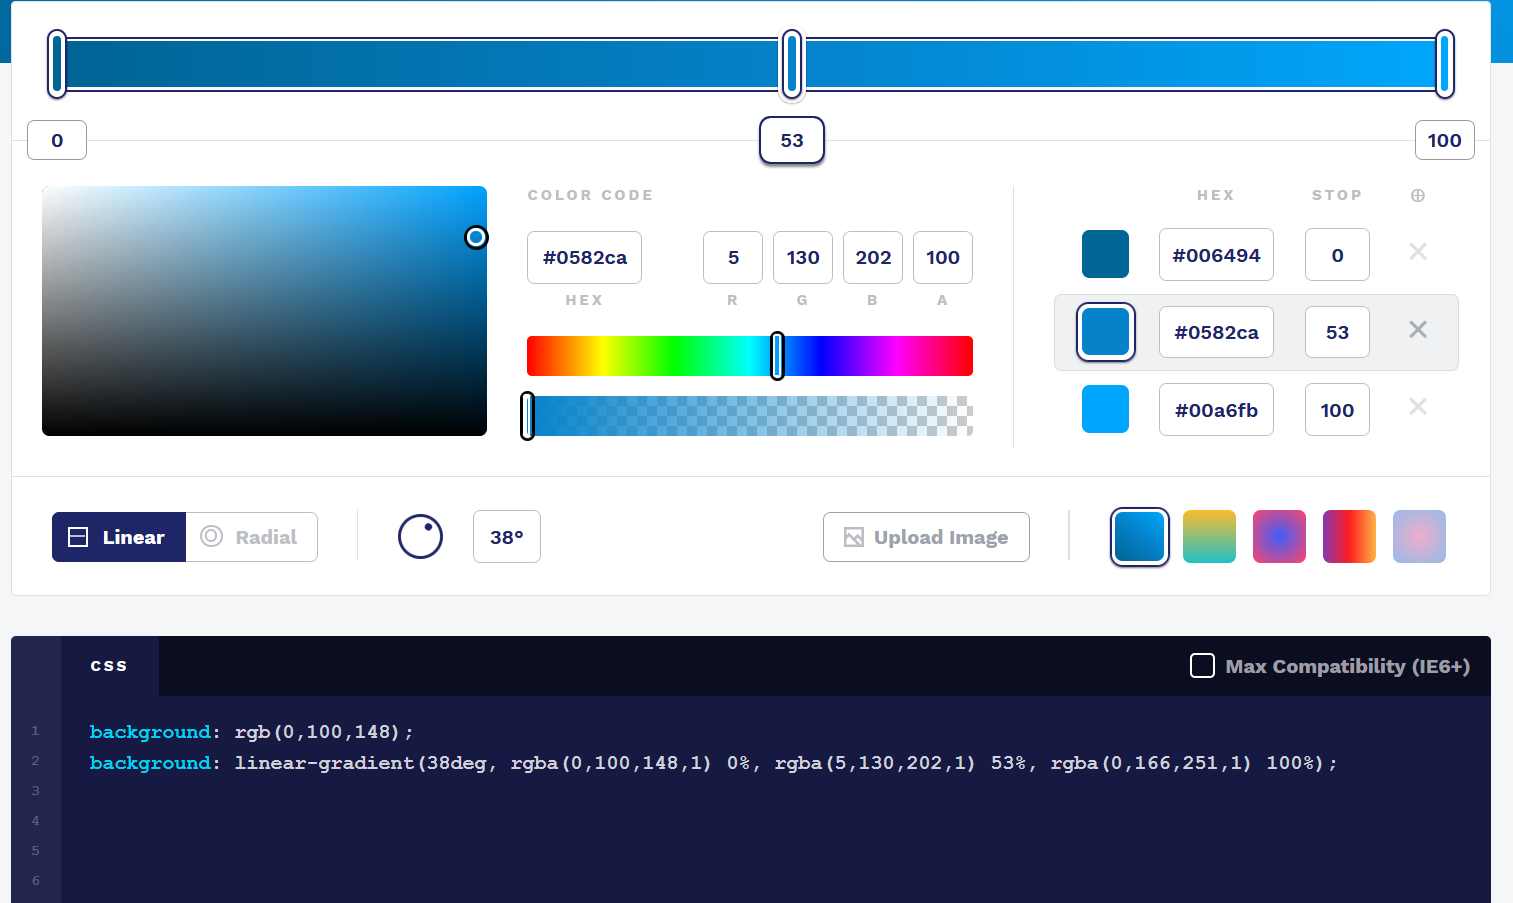 0 53 100
COLOR CODE
#0582ca 5 130 202 100
HEX R G B A
HEX STOP
#006494 0
#0582ca 53
#00a6fb 100
Linear Radial 38° Upload Image
CSS Max Compatibility (IE6+)
1 background: rgb(0,100,148);
2 background: linear-gradient(38deg, rgba(0,100,148,1) 0%, rgba(5,130,202,1) 53%, rgba(0,166,251,1) 100%);
3
4
5
6